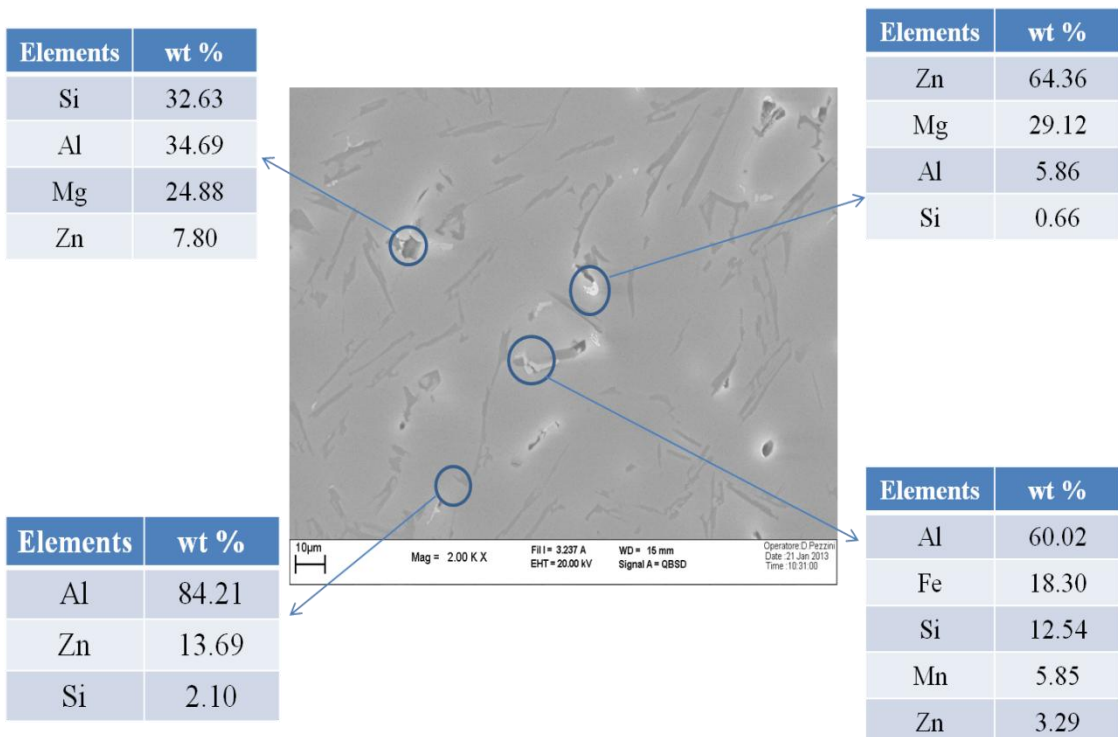 Elements wt %
Si 32.63
Al 34.69
Mg 24.88
Zn 7.80
Elements wt %
Zn 64.36
Mg 29.12
Al 5.86
Si 0.66
Elements wt %
Al 84.21
Zn 13.69
Si 2.10
10µm
Mag = 2.00 K X
Fil I = 3.237 A
EHT = 20.00 kV
WD = 15 mm
Signal A = QBSD
Operatore:D.Pezzini
Date :21 Jan 2013
Time :10:31:00
Elements wt %
Al 60.02
Fe 18.30
Si 12.54
Mn 5.85
Zn 3.29